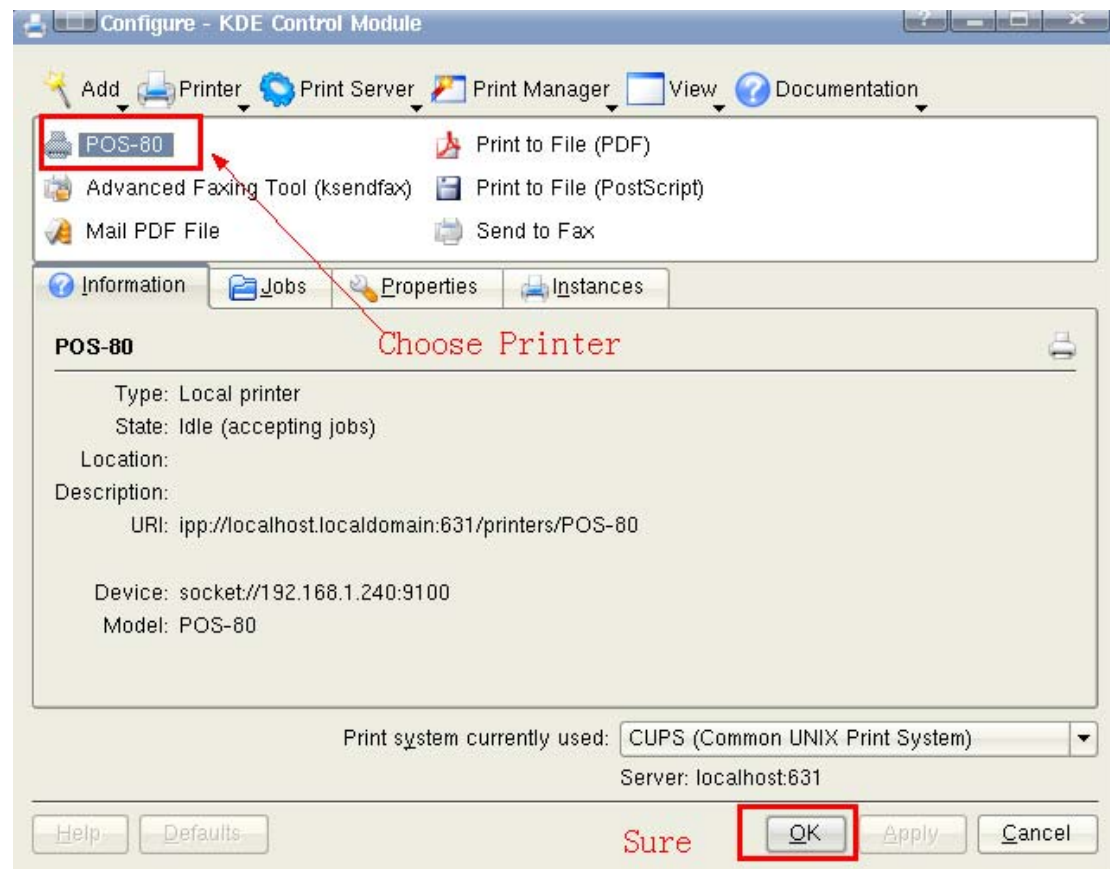 Configure - KDE Control Module
Add Printer Print Server Print Manager View Documentation
POS-80 Print to File (PDF)
Advanced Faxing Tool (ksendfax) Print to File (PostScript)
Mail PDF File Send to Fax
Information Jobs Properties Instances
Choose Printer
POS-80
Type: Local printer
State: Idle (accepting jobs)
Location:
Description:
URI: ipp://localhost.localdomain:631/printers/POS-80
Device: socket://192.168.1.240:9100
Model: POS-80
Print system currently used: CUPS (Common UNIX Print System)
Server: localhost:631
Help Defaults Sure OK Apply Cancel